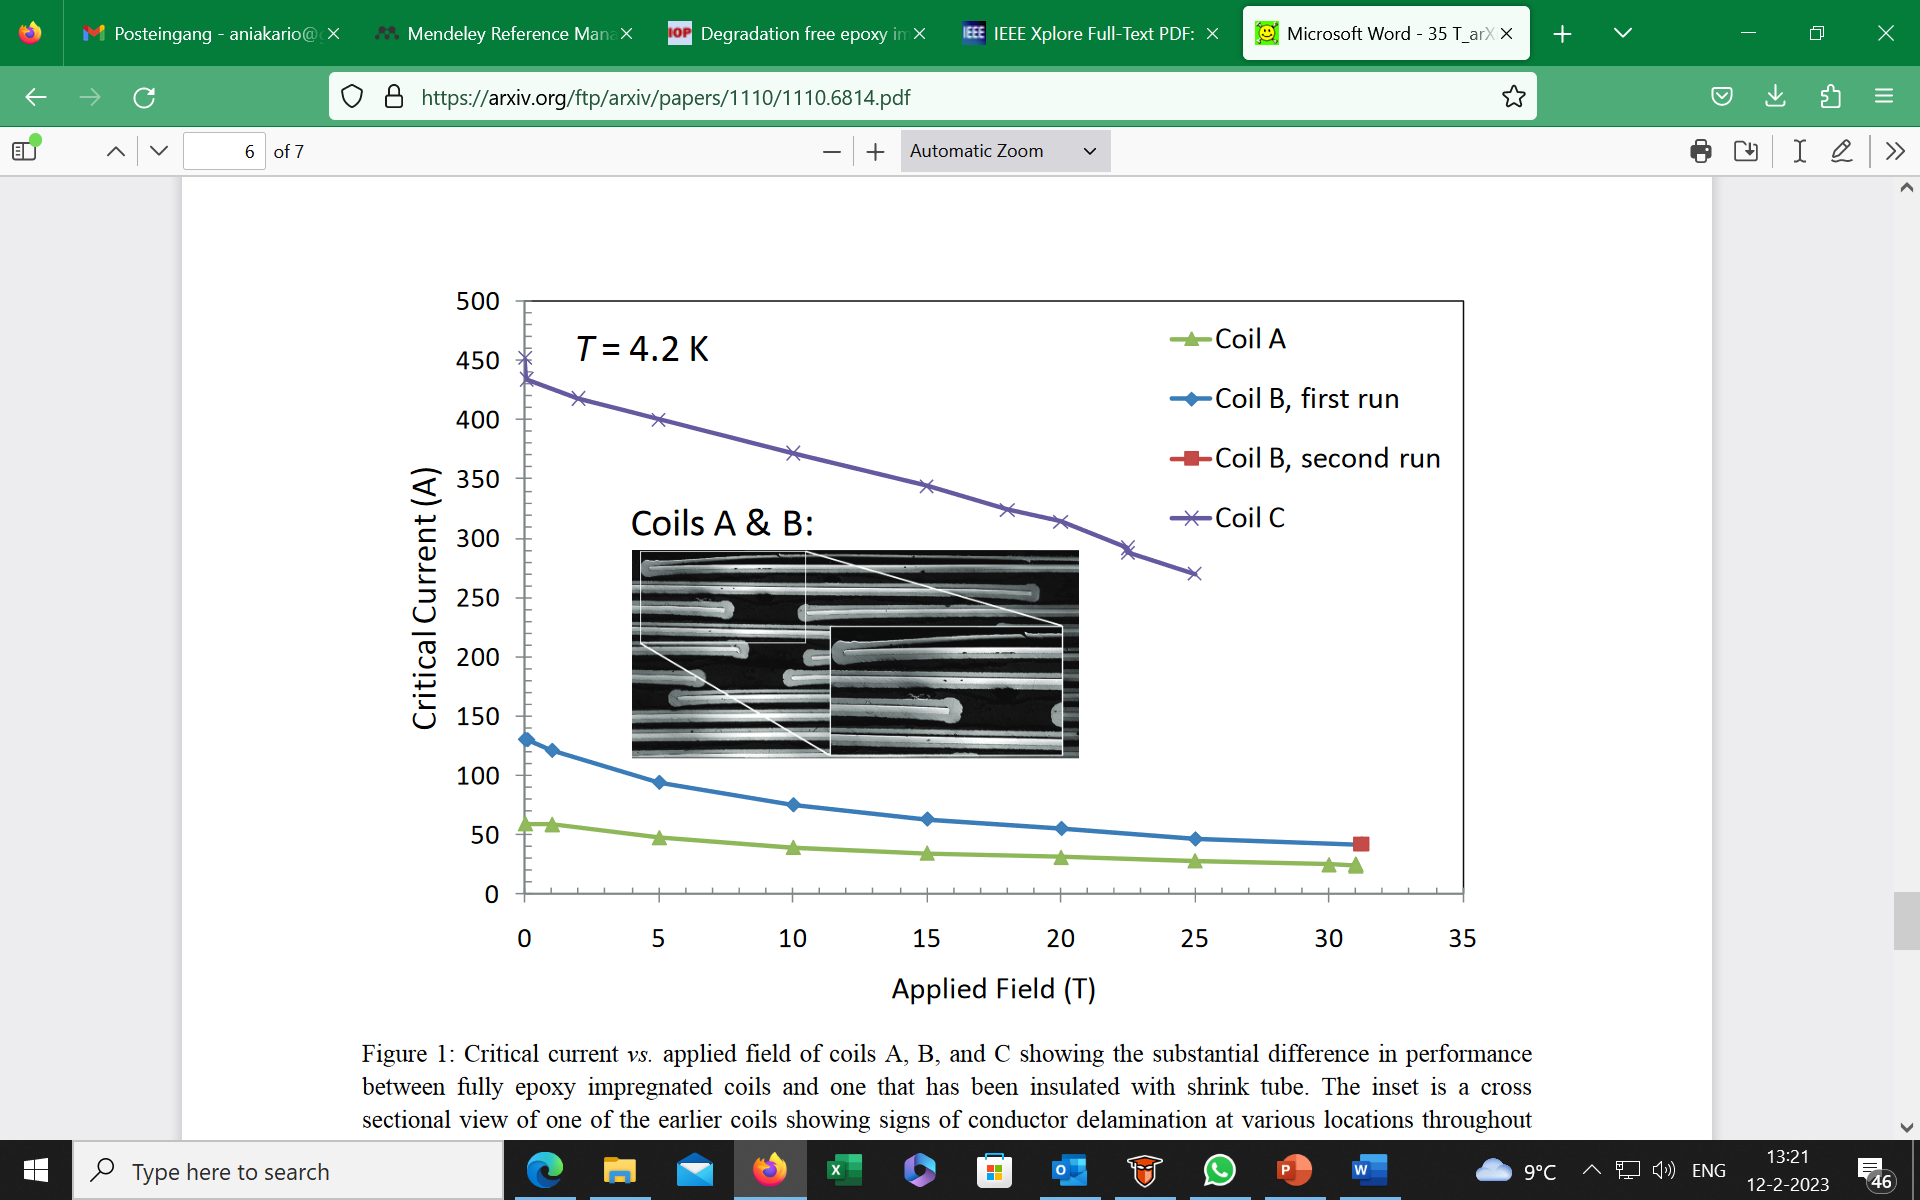 Posteingang - aniakario@
Mendeley Reference Man
IOP Degradation free epoxy im
IEEE IEEE Xplore Full-Text PDF:
Microsoft Word - 35 T_arX
https://arxiv.org/ftp/arxiv/papers/1110/1110.6814.pdf
6 of 7
Automatic Zoom
500
450
400
350
300
250
200
150
100
50
0
Critical Current (A)
T = 4.2 K
Coil A
Coil B, first run
Coil B, second run
Coil C
Coils A & B:
0 5 10 15 20 25 30 35
Applied Field (T)
Figure 1: Critical current vs. applied field of coils A, B, and C showing the substantial difference in performance
between fully epoxy impregnated coils and one that has been insulated with shrink tube. The inset is a cross
sectional view of one of the earlier coils showing signs of conductor delamination at various locations throughout
Type here to search
9°C
ENG
13:21
12-2-2023
46